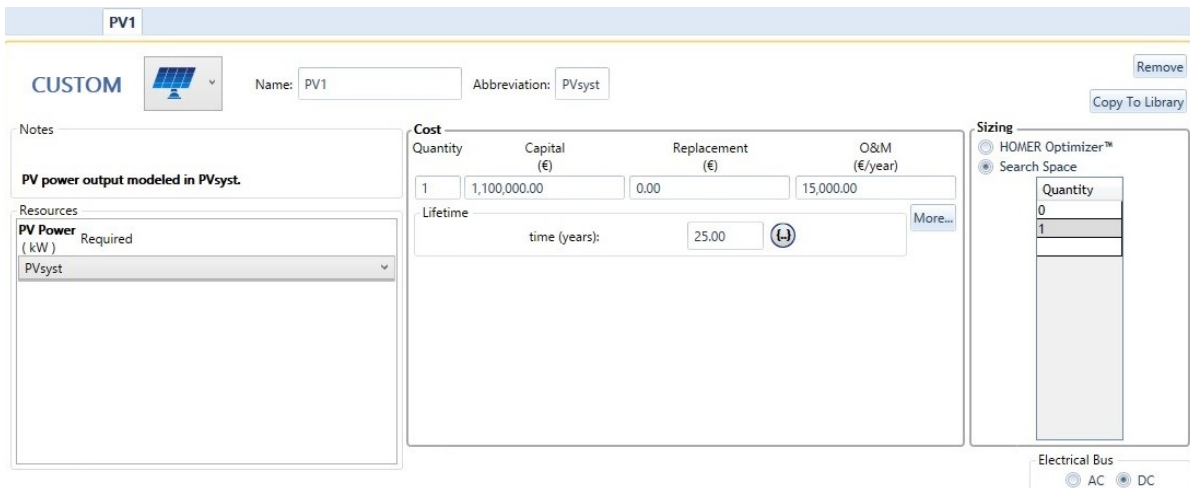 PV1
CUSTOM
Name: PV1
Abbreviation: PVsyst
Remove
Copy To Library
Notes
PV power output modeled in PVsyst.
Resources
PV Power
(kW)
Required
PVsyst
Cost
Quantity Capital Replacement O&M
(€) (€) (€/year)
1 1,100,000.00 0.00 15,000.00
Lifetime
time (years): 25.00 {..}
More...
Sizing
HOMER Optimizer™
Search Space
Quantity
0
1
Electrical Bus
AC DC